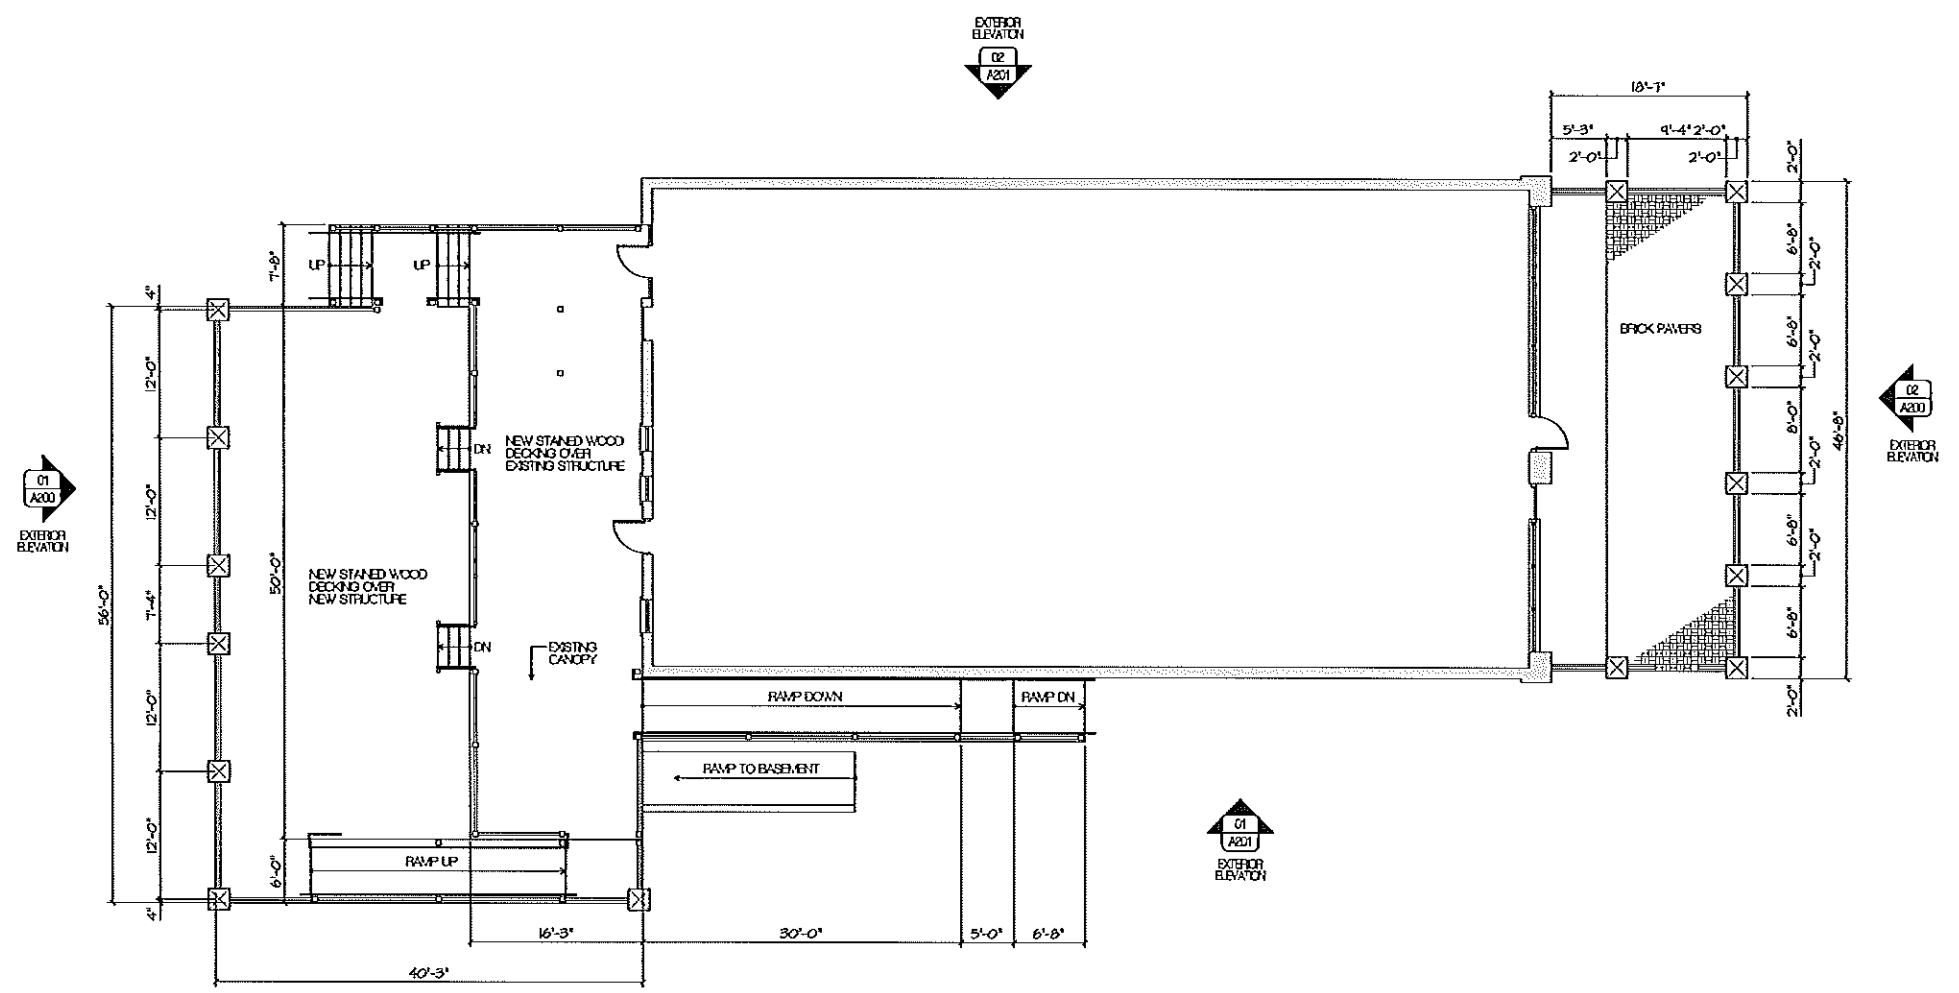 EXTERIOR
ELEVATION
02
A201
18'-7"
5'-3"
9'-4"
2'-0"
2'-0"
2'-0"
2'-0"
7'-8"
UP
UP
4"
12'-0"
12'-0"
7'-4"
12'-0"
12'-0"
4"
56'-0"
50'-0"
6'-0"
01
A200
EXTERIOR
ELEVATION
DN
NEW STAINED WOOD
DECKING OVER
EXISTING STRUCTURE
NEW STAINED WOOD
DECKING OVER
NEW STRUCTURE
DN
EXISTING
CANOPY
BRICK PAVERS
6'-8"
2'-0"
6'-8"
2'-0"
8'-0"
2'-0"
6'-8"
2'-0"
6'-8"
2'-0"
46'-8"
02
A200
EXTERIOR
ELEVATION
RAMP DOWN
RAMP DN
RAMP TO BASEMENT
RAMP UP
01
A201
EXTERIOR
ELEVATION
16'-3"
30'-0"
5'-0"
6'-8"
40'-3"